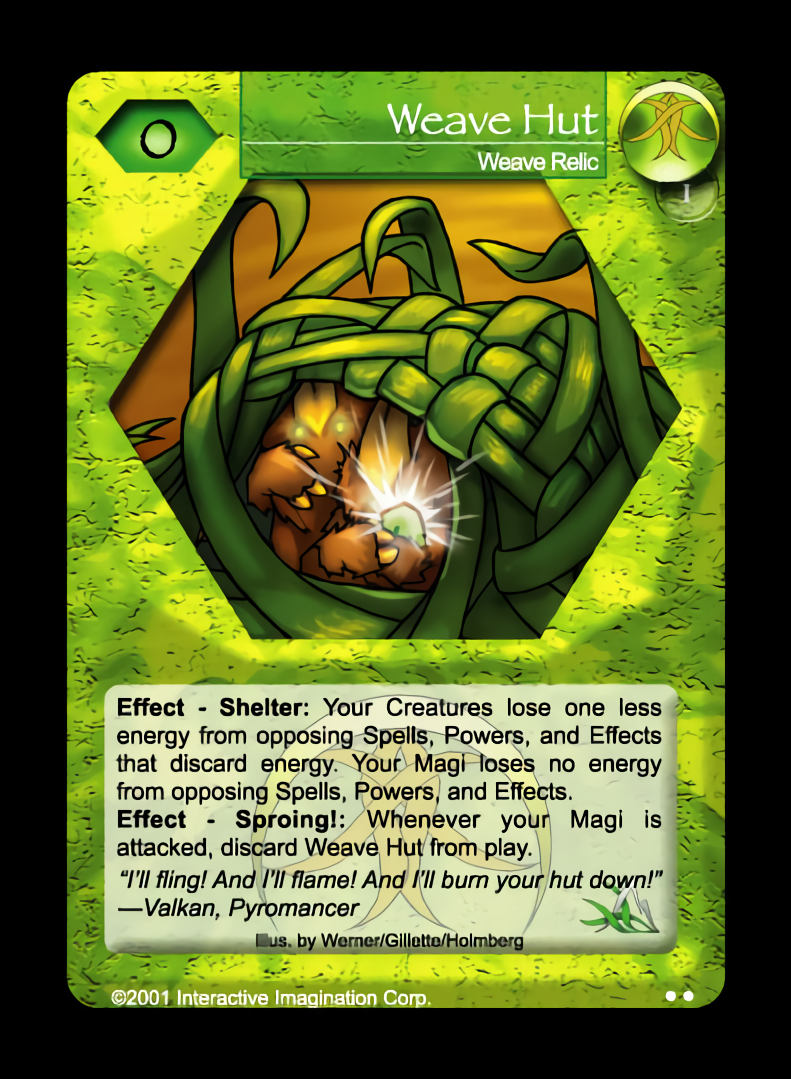 0
Weave Hut
Weave Relic
I
Effect - Shelter: Your Creatures lose one less
energy from opposing Spells, Powers, and Effects
that discard energy. Your Magi loses no energy
from opposing Spells, Powers, and Effects.
Effect - Sproing!: Whenever your Magi is
attacked, discard Weave Hut from play.
“I’ll fling! And I’ll flame! And I’ll burn your hut down!”
—Valkan, Pyromancer
Illus. by Werner/Gillette/Holmberg
©2001 Interactive Imagination Corp.